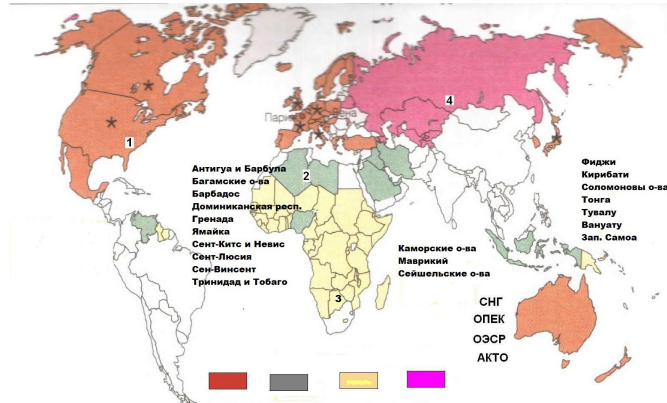 4
Париж
Вена
1
2
Антигуа и Барбула
Багамские о-ва
Барбадос
Доминиканская респ.
Гренада
Ямайка
Сент-Китс и Невис
Сент-Люсия
Сен-Винсент
Тринидад и Тобаго
Фиджи
Кирибати
Соломоновы о-ва
Тонга
Тувалу
Вануату
Зап. Самоа
Каморские о-ва
Маврикий
Сейшельские о-ва
3
СНГ
ОПЕК
ОЭСР
АКТО